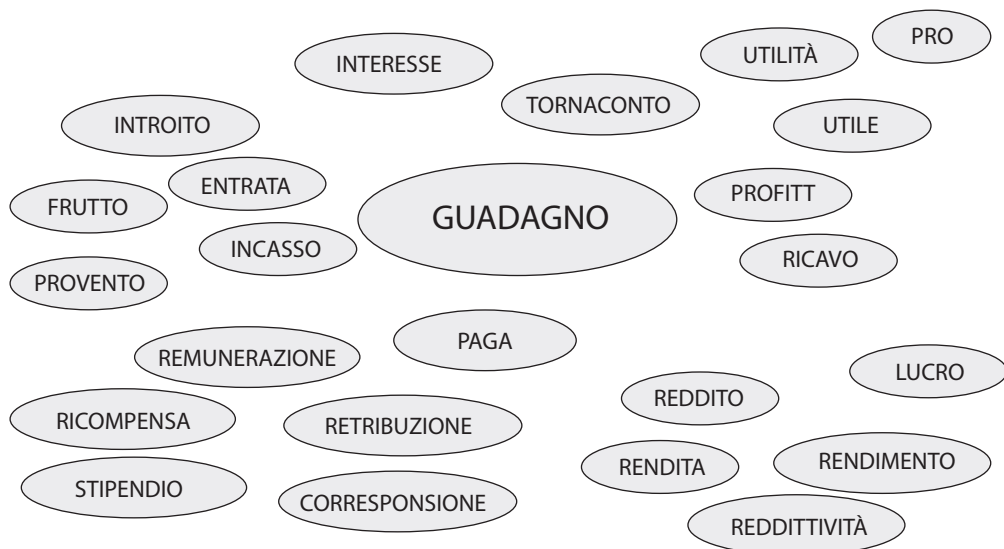 PRO
UTILITÀ
INTERESSE
TORNACONTO
INTROITO
UTILE
ENTRATA
PROFITT
FRUTTO
GUADAGNO
INCASSO
RICAVO
PROVENTO
PAGA
REMUNERAZIONE
LUCRO
REDDITO
RICOMPENSA
RETRIBUZIONE
RENDITA
RENDIMENTO
STIPENDIO
CORRESPONSIONE
REDDITTIVITÀ